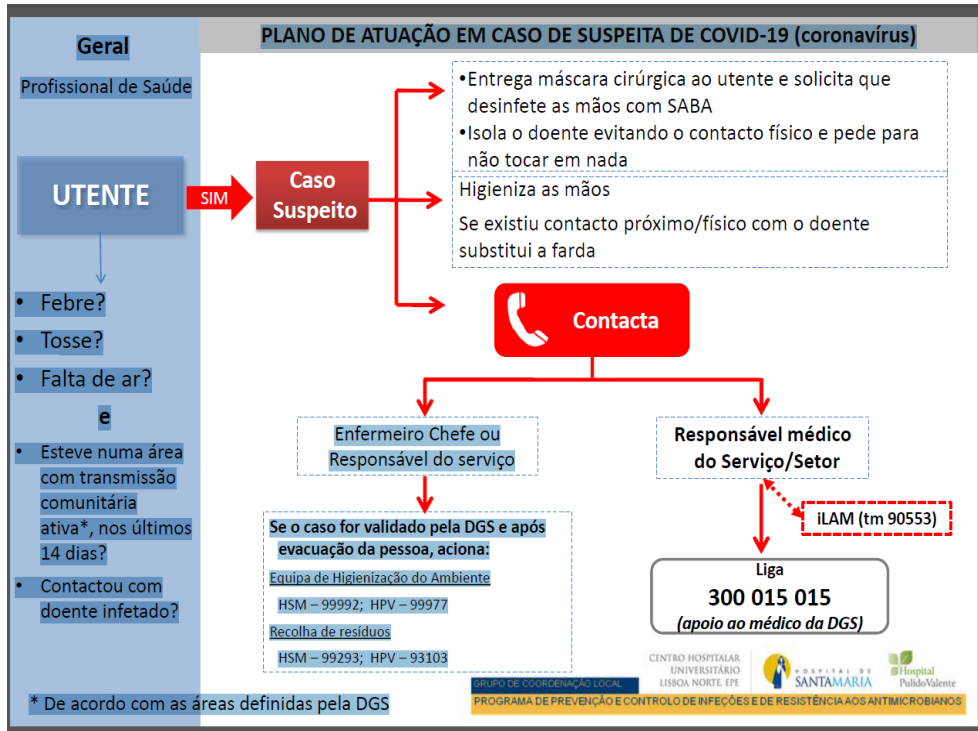 PLANO DE ATUAÇÃO EM CASO DE SUSPEITA DE COVID-19 (coronavírus)
Geral
Profissional de Saúde
UTENTE
SIM
Caso
Suspeito
•Entrega máscara cirúrgica ao utente e solicita que
desinfete as mãos com SABA
•Isola o doente evitando o contacto físico e pede para
não tocar em nada
Higieniza as mãos
Se existiu contacto próximo/físico com o doente
substitui a farda
• Febre?
• Tosse?
• Falta de ar?
e
• Esteve numa área
com transmissão
comunitária
ativa*, nos últimos
14 dias?
• Contactou com
doente infetado?
Contacta
Enfermeiro Chefe ou
Responsável do serviço
Se o caso for validado pela DGS e após
evacuação da pessoa, aciona:
Equipa de Higienização do Ambiente
HSM – 99992; HPV – 99977
Recolha de resíduos
HSM – 99293; HPV – 93103
Responsável médico
do Serviço/Setor
iLAM (tm 90553)
Liga
300 015 015
(apoio ao médico da DGS)
* De acordo com as áreas definidas pela DGS
CENTRO HOSPITALAR
UNIVERSITÁRIO
LISBOA NORTE, EPE
HOSPITAL DE
SANTAMARIA
Hospital
PulidoValente
GRUPO DE COORDENAÇÃO LOCAL
PROGRAMA DE PREVENÇÃO E CONTROLO DE INFEÇÕES E DE RESISTÊNCIA AOS ANTIMICROBIANOS